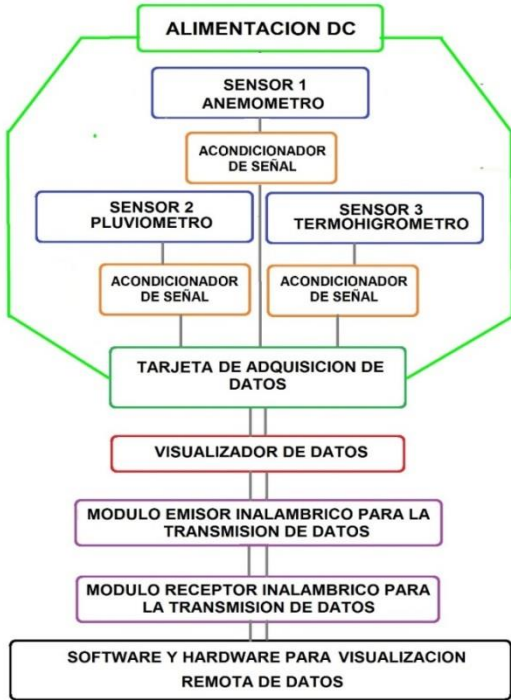 ALIMENTACION DC
SENSOR 1
ANEMOMETRO
ACONDICIONADOR
DE SEÑAL
SENSOR 2
PLUVIOMETRO
SENSOR 3
TERMOHIGROMETRO
ACONDICIONADOR
DE SEÑAL
ACONDICIONADOR
DE SEÑAL
TARJETA DE ADQUISICION DE
DATOS
VISUALIZADOR DE DATOS
MODULO EMISOR INALAMBRICO PARA LA
TRANSMISION DE DATOS
MODULO RECEPTOR INALAMBRICO PARA
LA TRANSMISION DE DATOS
SOFTWARE Y HARDWARE PARA VISUALIZACION
REMOTA DE DATOS